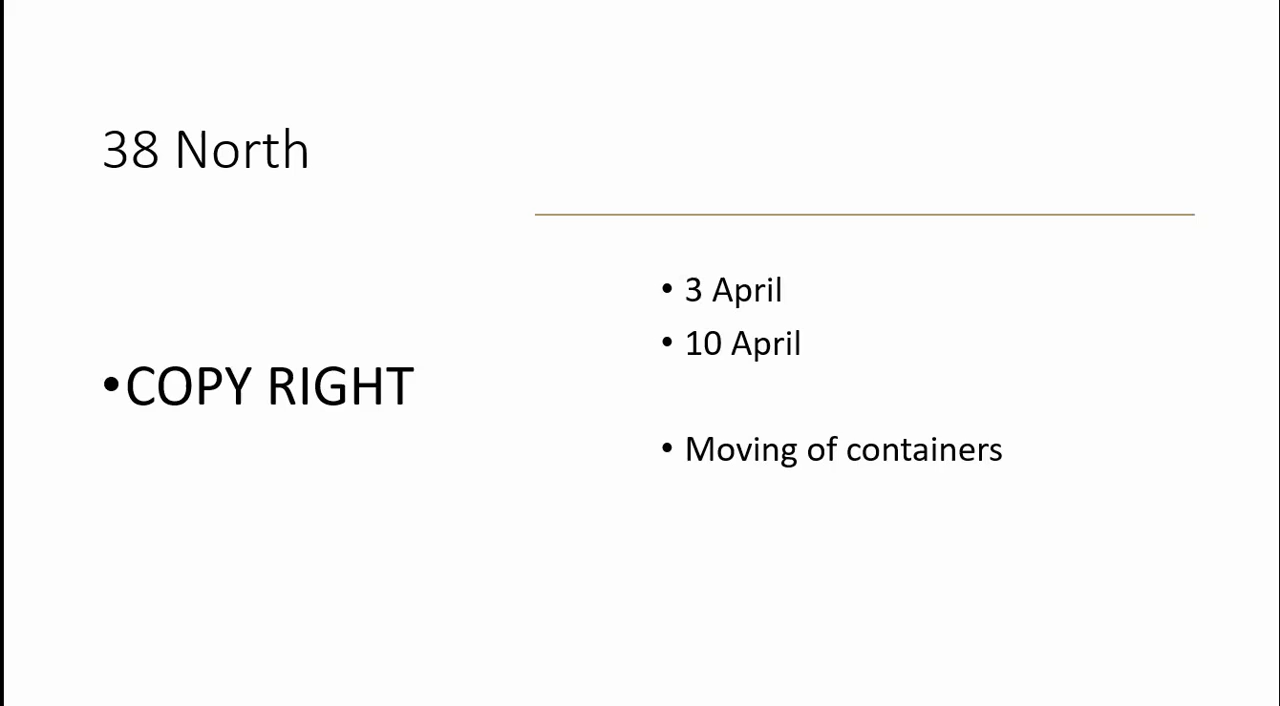 38 North
•COPY RIGHT
• 3 April
• 10 April
• Moving of containers